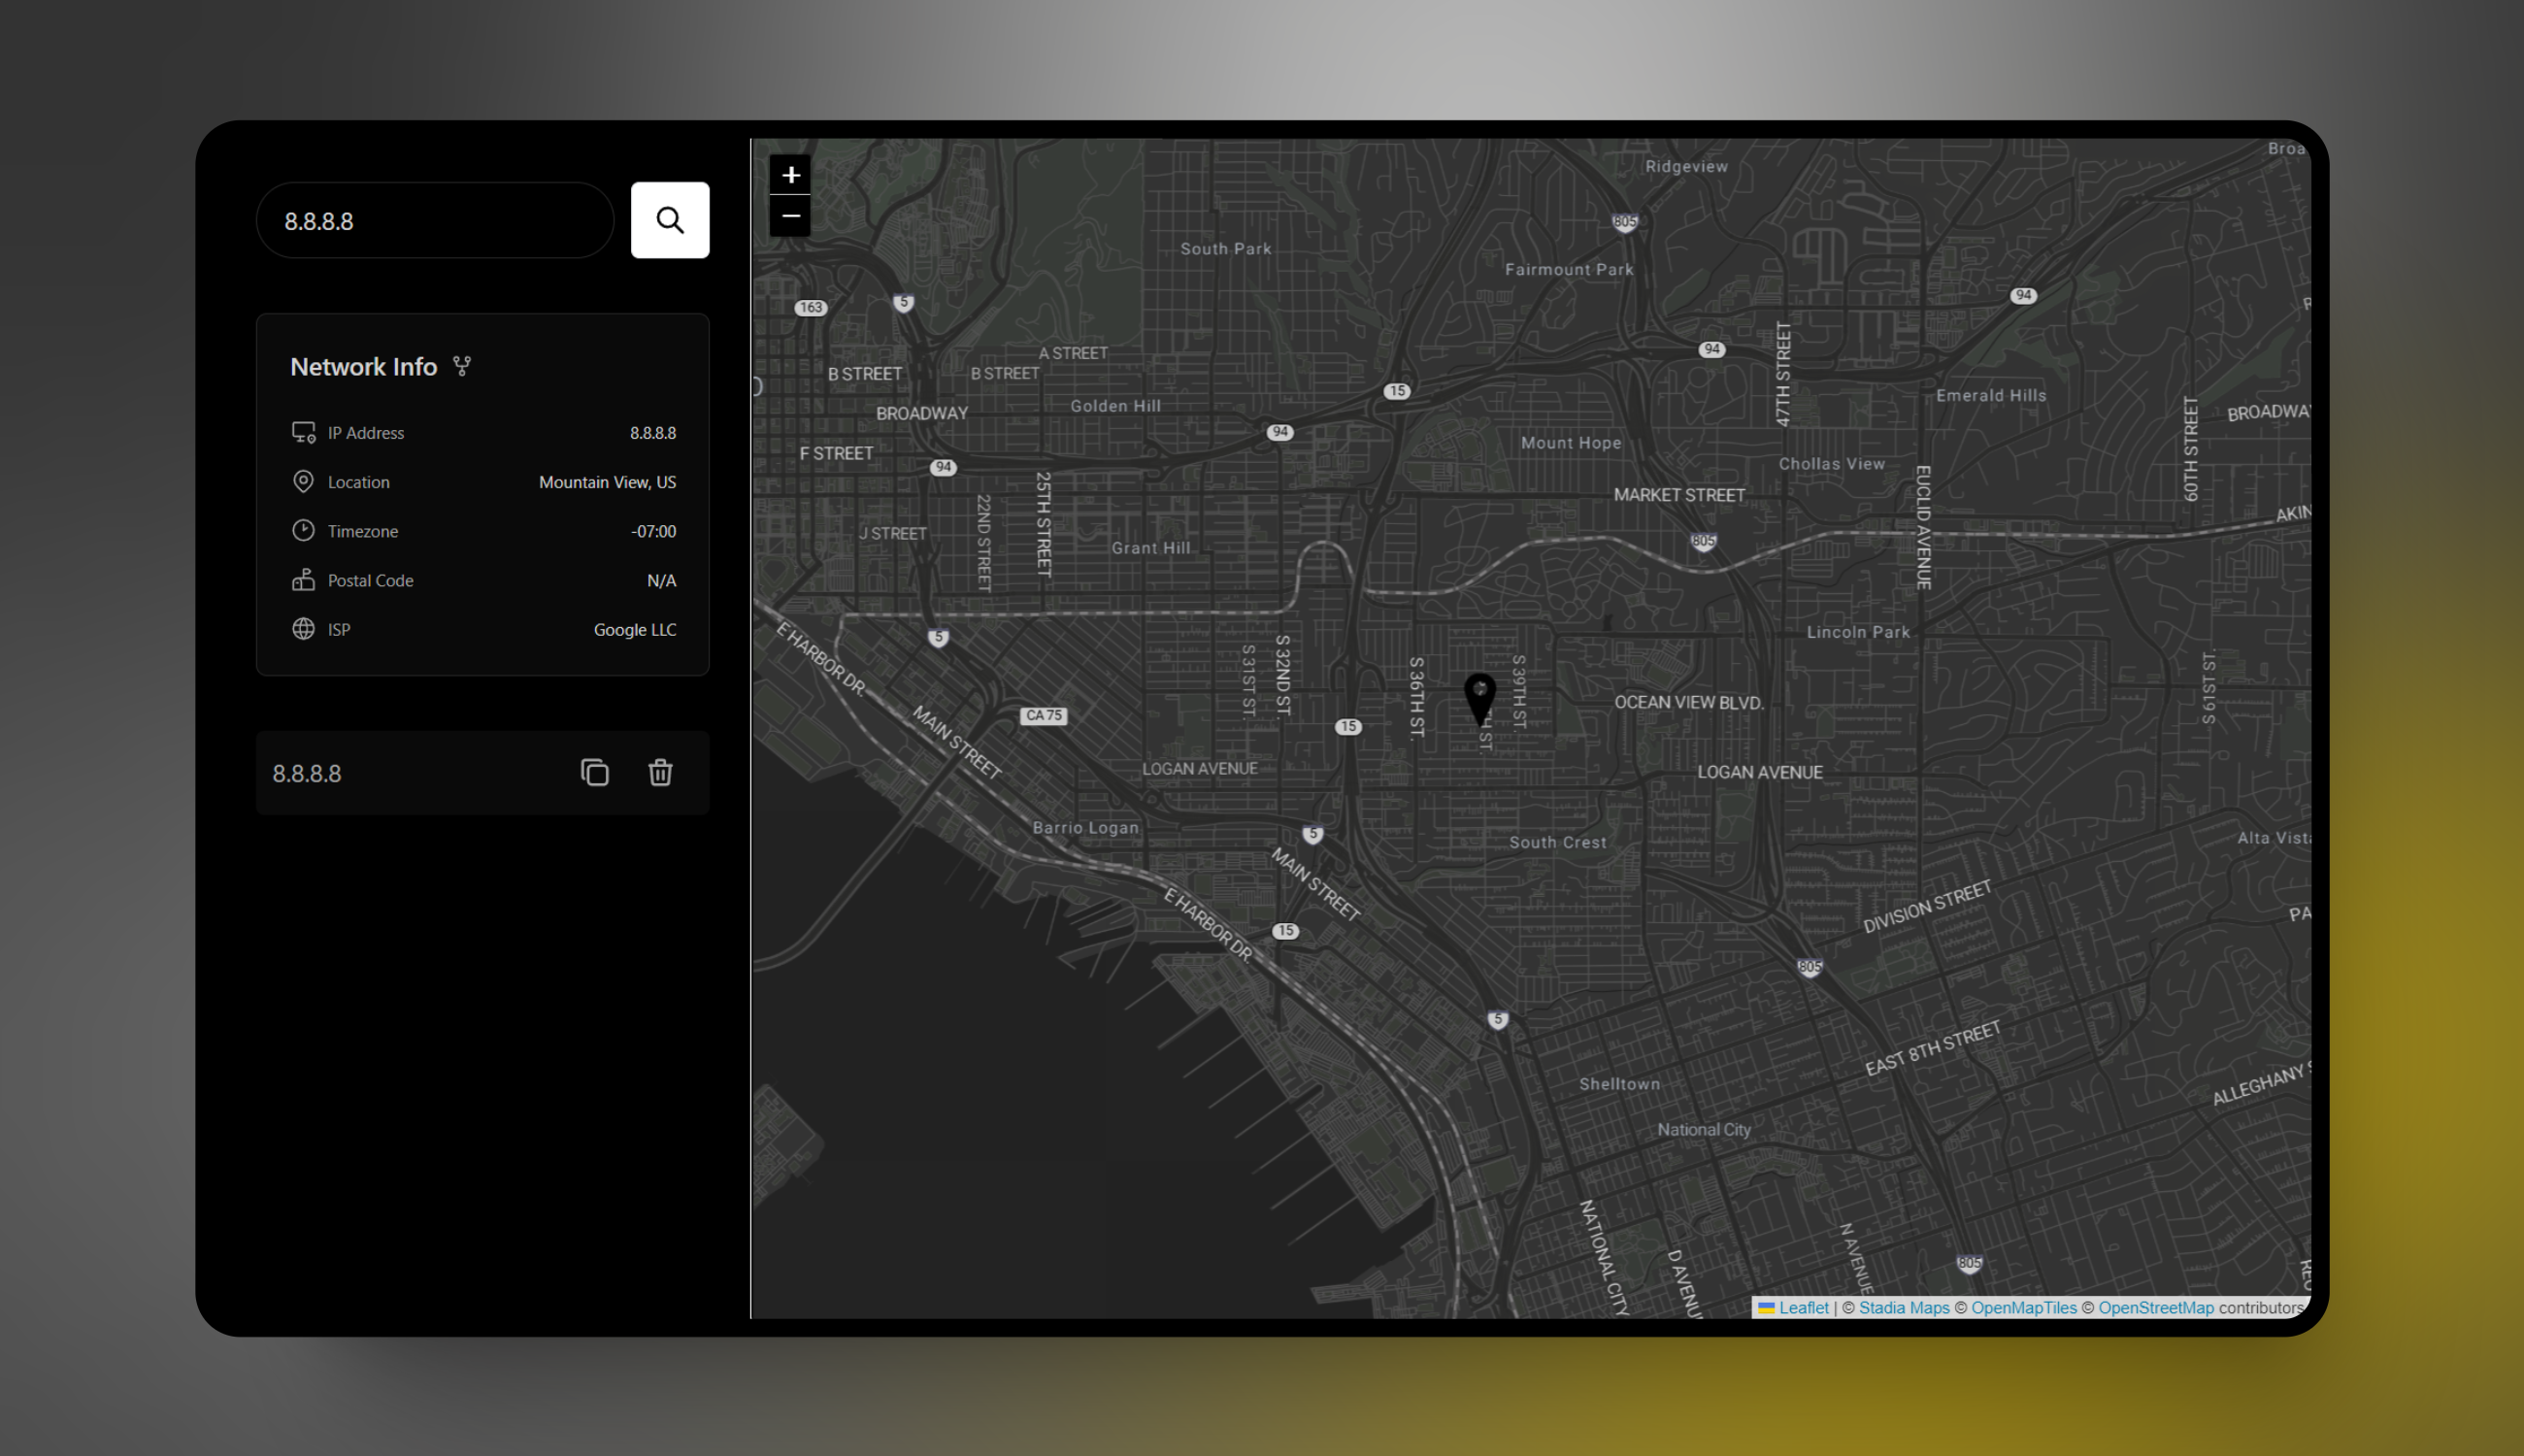 8.8.8.8
Network Info
IP Address 8.8.8.8
Location Mountain View, US
Timezone -07:00
Postal Code N/A
ISP Google LLC
8.8.8.8
+
−
Ridgeview
Broa
805
South Park
Fairmount Park
163
5
94
A STREET
94
47TH STREET
B STREET
B STREET
15
Emerald Hills
BROADWAY
Golden Hill
BROADWAY
60TH STREET
94
Mount Hope
F STREET
94
Chollas View
25TH STREET
22ND STREET
MARKET STREET
EUCLID AVENUE
AKIN
J STREET
Grant Hill
805
E HARBOR DR.
5
Lincoln Park
S 31ST ST.
S 32ND ST.
S 36TH ST.
S 39TH ST.
H ST.
OCEAN VIEW BLVD.
S 61ST ST.
CA 75
15
MAIN STREET
LOGAN AVENUE
LOGAN AVENUE
Barrio Logan
5
South Crest
Alta Vista
MAIN STREET
E HARBOR DR.
15
DIVISION STREET
PA
805
5
EAST 8TH STREET
Shelltown
ALLEGHANY S
National City
NATIONAL CITY
D AVENU
N AVENUE
805
Leaflet | © Stadia Maps © OpenMapTiles © OpenStreetMap contributors